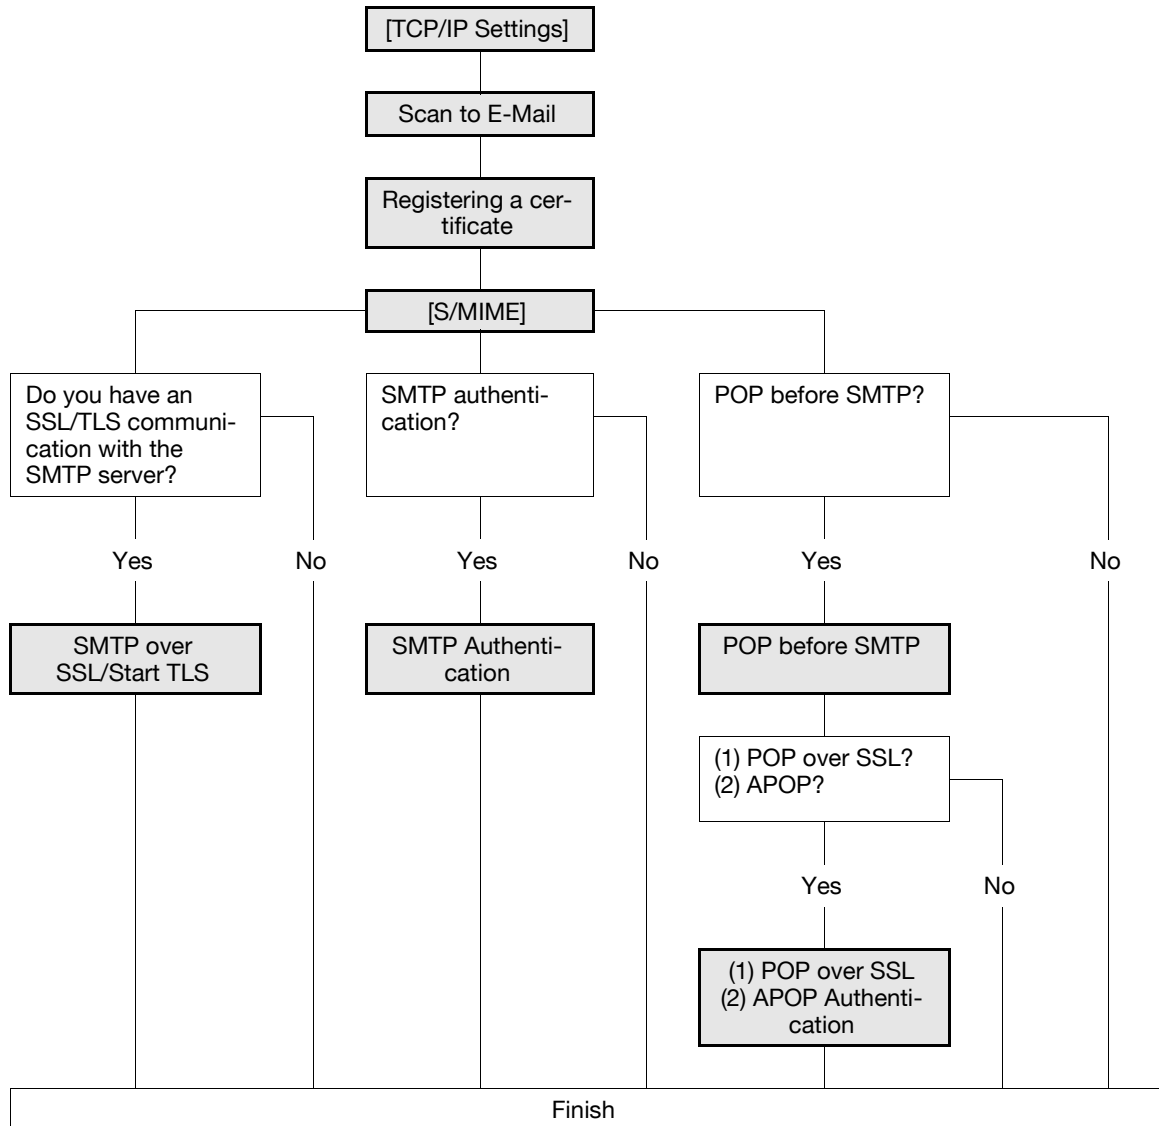 [TCP/IP Settings]
Scan to E-Mail
Registering a cer-
tificate
[S/MIME]
Do you have an
SSL/TLS communi-
cation with the
SMTP server?
SMTP authenti-
cation?
POP before SMTP?
Yes
No
Yes
No
Yes
No
SMTP over
SSL/Start TLS
SMTP Authenti-
cation
POP before SMTP
(1) POP over SSL?
(2) APOP?
Yes
No
(1) POP over SSL
(2) APOP Authenti-
cation
Finish